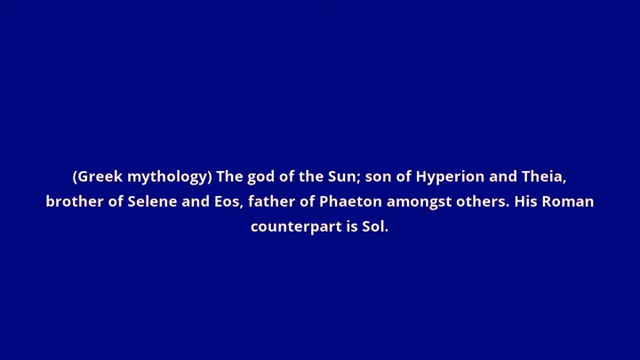 (Greek mythology) The god of the Sun; son of Hyperion and Theia,
brother of Selene and Eos, father of Phaeton amongst others. His Roman
counterpart is Sol.